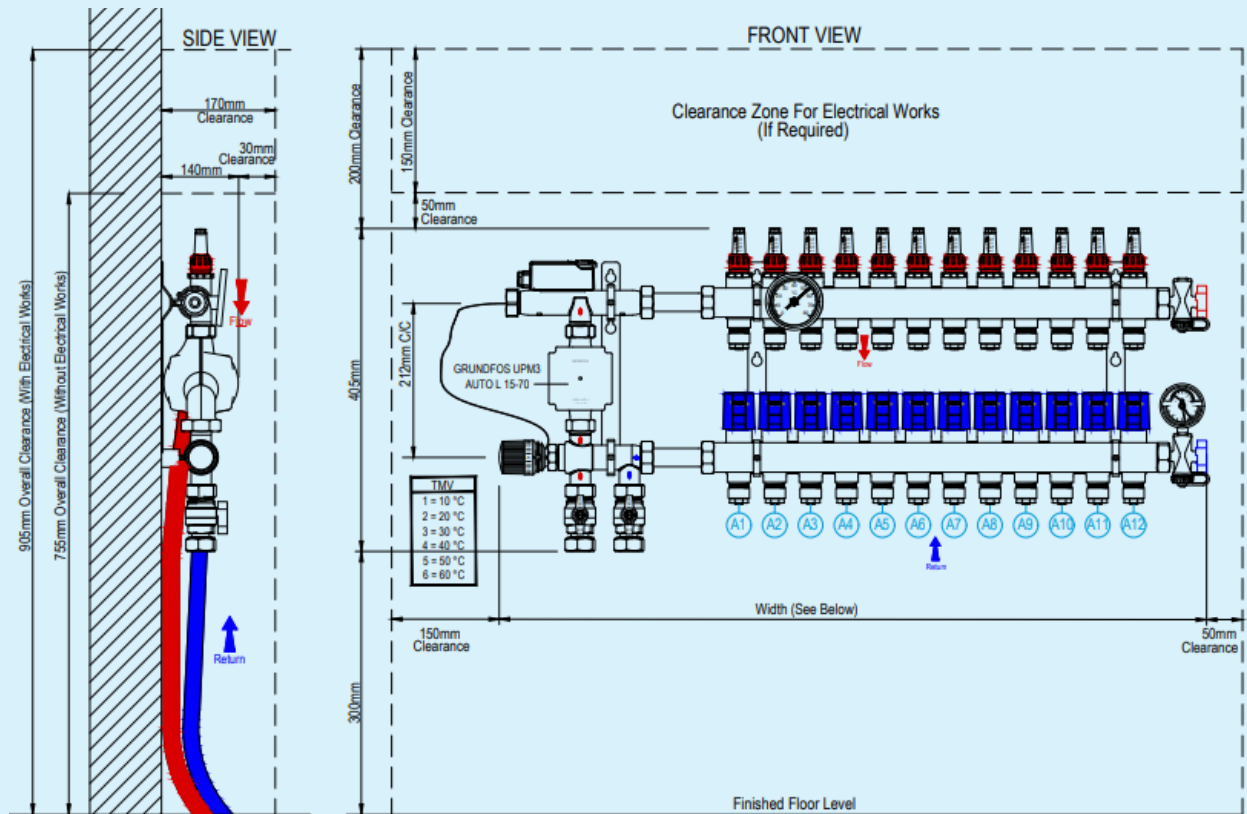 SIDE VIEW
170mm
Clearance
30mm
Clearance
140mm
Flow
Return
905mm Overall Clearance (With Electrical Works)
755mm Overall Clearance (Without Electrical Works)
FRONT VIEW
Clearance Zone For Electrical Works
(If Required)
200mm Clearance
150mm Clearance
50mm
Clearance
405mm
212mm C/C
GRUNDFOS UPM3
AUTO L 15-70
Flow
TMV
1 = 10 °C
2 = 20 °C
3 = 30 °C
4 = 40 °C
5 = 50 °C
6 = 60 °C
A1 A2 A3 A4 A5 A6 A7 A8 A9 A10 A11 A12
Return
Width (See Below)
150mm
Clearance
50mm
Clearance
300mm
Finished Floor Level